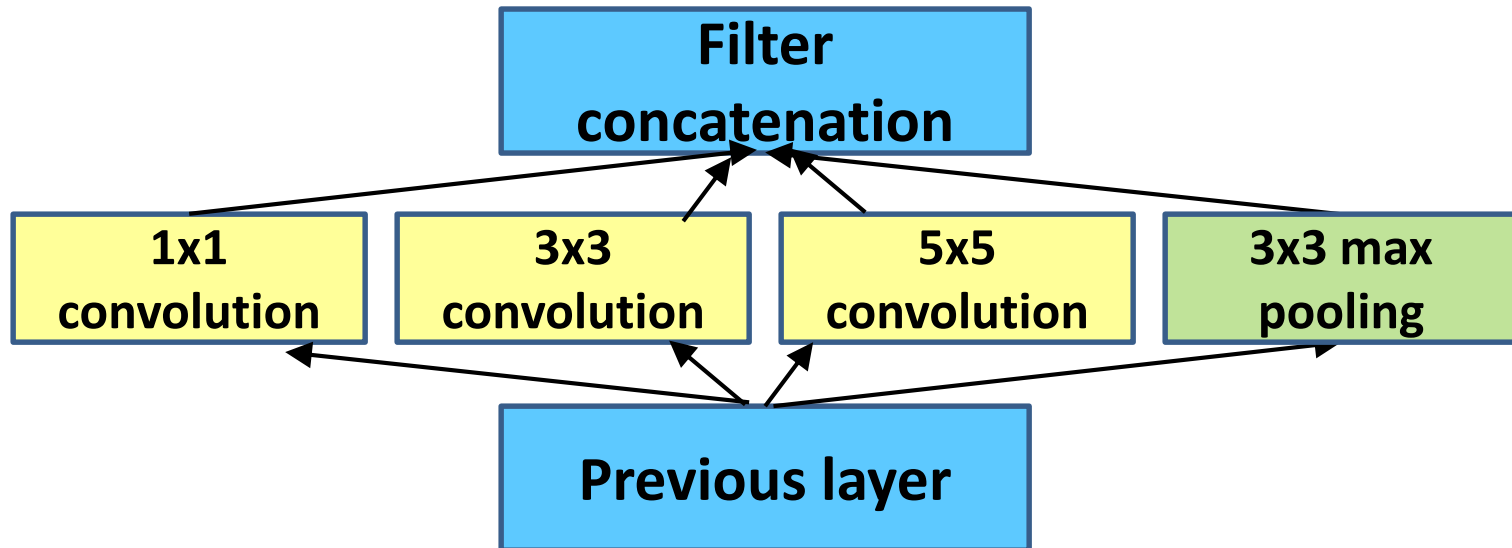 Filter
concatenation
1x1
convolution
3x3
convolution
5x5
convolution
3x3 max
pooling
Previous layer